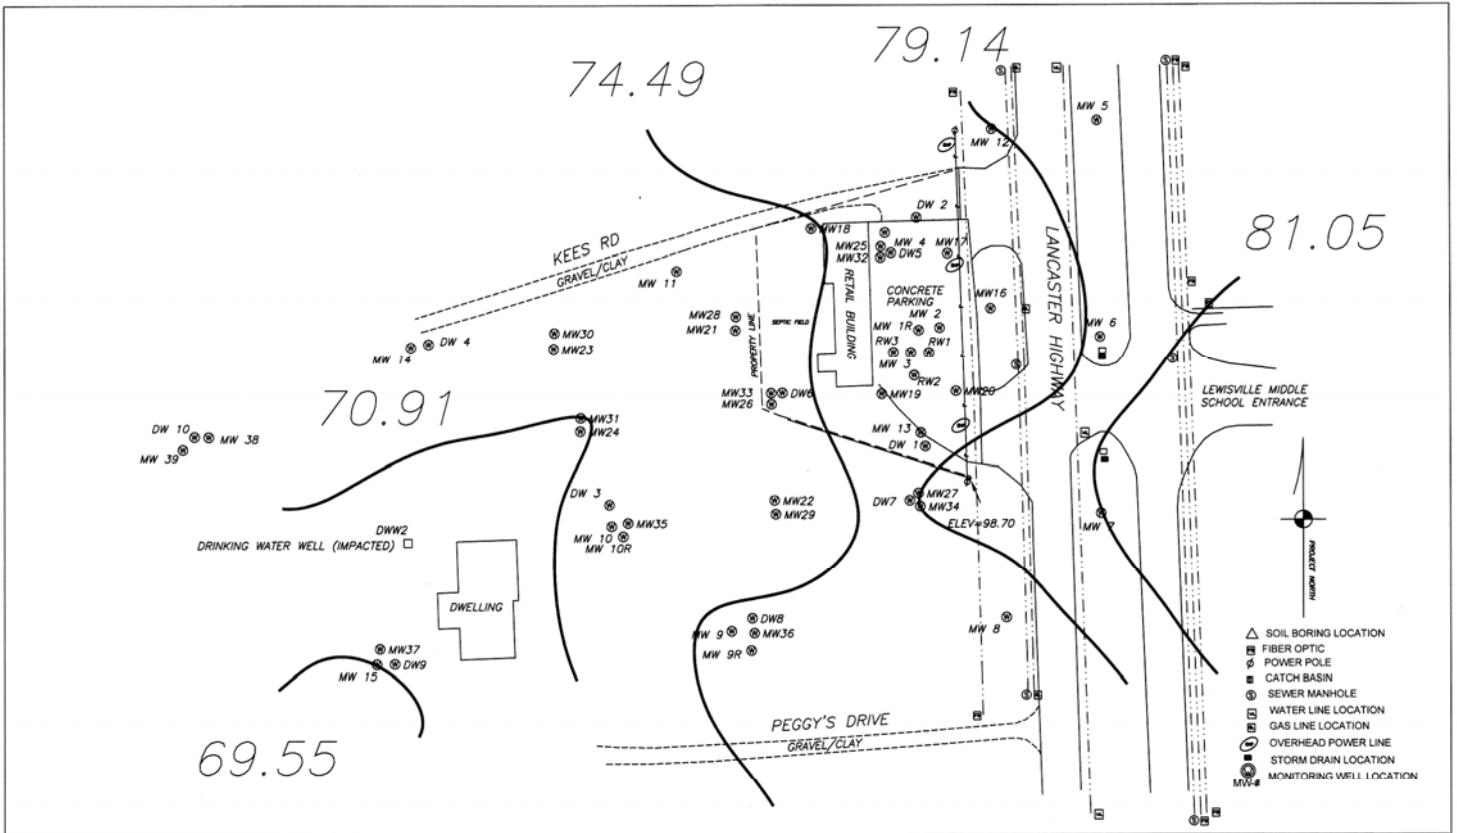 79.14
74.49
81.05
MW 5
MW 12
DW 2
MW18
MW 4
MW17
MW25
DW5
MW32
KEES RD
GRAVEL/CLAY
MW 11
RETAIL BUILDING
CONCRETE
PARKING
MW16
LANCASTER HIGHWAY
MW28
MW21
PROPERTY LINE
SEPTIC FIELD
MW 2
MW 1R
RW3
RW1
MW 3
RW2
MW 6
MW30
MW23
DW 4
MW 14
MW33
DW6
MW26
MW19
MW20
LEWISVILLE MIDDLE
SCHOOL ENTRANCE
70.91
MW31
MW24
MW 13
DW 1
DW 10
MW 38
MW 39
DW 3
MW35
MW 10
MW 10R
MW22
MW29
DW7
MW27
MW34
ELEV=98.70
MW 7
DWW2
DRINKING WATER WELL (IMPACTED)
DWELLING
PROJECT NORTH
DW8
MW 9
MW36
MW 9R
MW 8
MW37
MW 15
DW9
69.55
PEGGY'S DRIVE
GRAVEL/CLAY
SOIL BORING LOCATION
FIBER OPTIC
POWER POLE
CATCH BASIN
SEWER MANHOLE
WATER LINE LOCATION
GAS LINE LOCATION
OVERHEAD POWER LINE
STORM DRAIN LOCATION
MW-# MONITORING WELL LOCATION